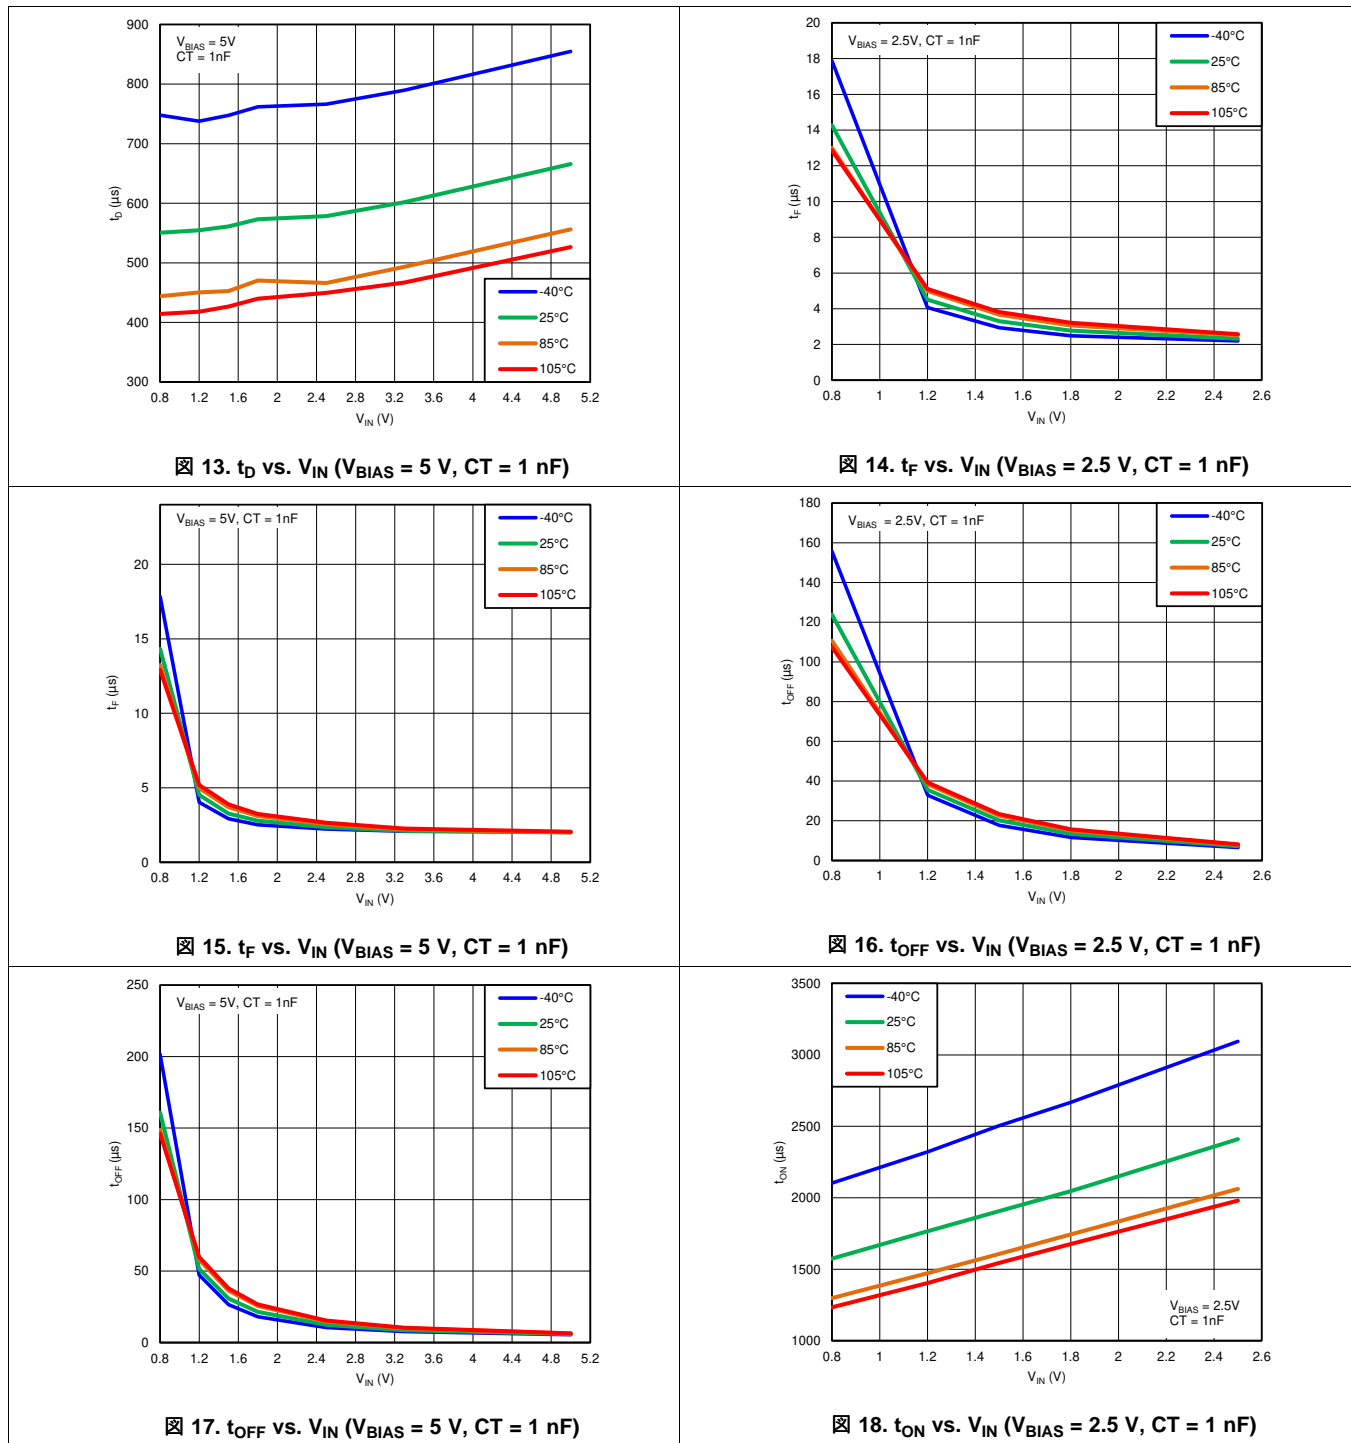 900
800
700
600
500
400
300
t_D (µs)
V_BIAS = 5V
CT = 1nF
-40°C
25°C
85°C
105°C
0.8 1.2 1.6 2 2.4 2.8 3.2 3.6 4 4.4 4.8 5.2
V_IN (V)
図 13. t_D vs. V_IN (V_BIAS = 5 V, CT = 1 nF)
20
18
16
14
12
10
8
6
4
2
0
t_F (µs)
V_BIAS = 2.5V, CT = 1nF
-40°C
25°C
85°C
105°C
0.8 1 1.2 1.4 1.6 1.8 2 2.2 2.4 2.6
V_IN (V)
図 14. t_F vs. V_IN (V_BIAS = 2.5 V, CT = 1 nF)
20
15
10
5
0
t_F (µs)
V_BIAS = 5V, CT = 1nF
-40°C
25°C
85°C
105°C
0.8 1.2 1.6 2 2.4 2.8 3.2 3.6 4 4.4 4.8 5.2
V_IN (V)
図 15. t_F vs. V_IN (V_BIAS = 5 V, CT = 1 nF)
180
160
140
120
100
80
60
40
20
0
t_OFF (µs)
V_BIAS = 2.5V, CT = 1nF
-40°C
25°C
85°C
105°C
0.8 1 1.2 1.4 1.6 1.8 2 2.2 2.4 2.6
V_IN (V)
図 16. t_OFF vs. V_IN (V_BIAS = 2.5 V, CT = 1 nF)
250
200
150
100
50
0
t_OFF (µs)
V_BIAS = 5V, CT = 1nF
-40°C
25°C
85°C
105°C
0.8 1.2 1.6 2 2.4 2.8 3.2 3.6 4 4.4 4.8 5.2
V_IN (V)
図 17. t_OFF vs. V_IN (V_BIAS = 5 V, CT = 1 nF)
3500
3000
2500
2000
1500
1000
t_ON (µs)
-40°C
25°C
85°C
105°C
V_BIAS = 2.5V
CT = 1nF
0.8 1 1.2 1.4 1.6 1.8 2 2.2 2.4 2.6
V_IN (V)
図 18. t_ON vs. V_IN (V_BIAS = 2.5 V, CT = 1 nF)